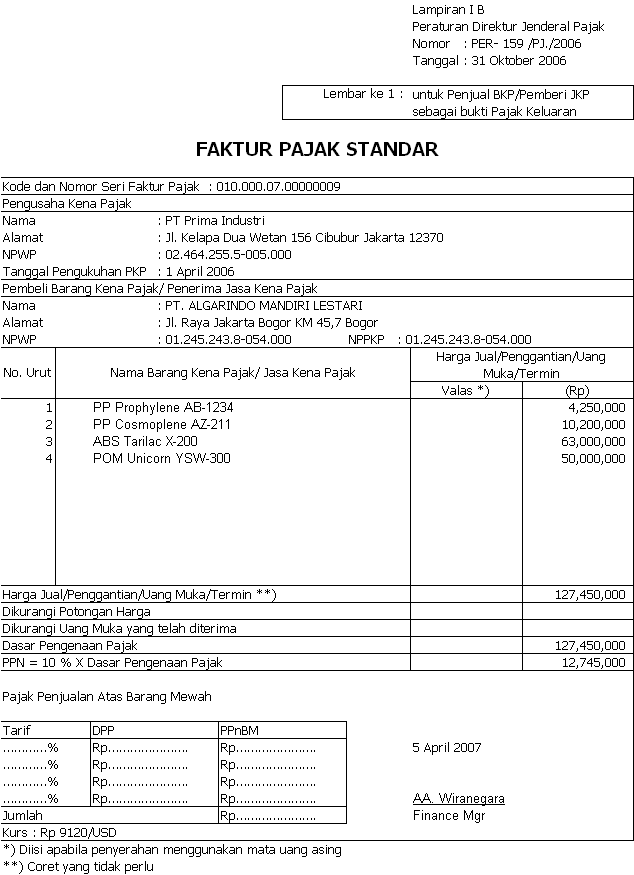 Lampiran I B
Peraturan Direktur Jenderal Pajak
Nomor : PER- 159 /PJ./2006
Tanggal : 31 Oktober 2006
Lembar ke 1 : untuk Penjual BKP/Pemberi JKP
sebagai bukti Pajak Keluaran
FAKTUR PAJAK STANDAR
Kode dan Nomor Seri Faktur Pajak : 010.000.07.00000009
Pengusaha Kena Pajak
Nama : PT Prima Industri
Alamat : Jl. Kelapa Dua Wetan 156 Cibubur Jakarta 12370
NPWP : 02.464.255.5-005.000
Tanggal Pengukuhan PKP : 1 April 2006
Pembeli Barang Kena Pajak/ Penerima Jasa Kena Pajak
Nama : PT. ALGARINDO MANDIRI LESTARI
Alamat : Jl. Raya Jakarta Bogor KM 45,7 Bogor
NPWP : 01.245.243.8-054.000 NPPKP : 01.245.243.8-054.000
No. Urut Nama Barang Kena Pajak/ Jasa Kena Pajak Harga Jual/Penggantian/Uang
Muka/Termin
Valas *) (Rp)
1 PP Prophylene AB-1234 4,250,000
2 PP Cosmoplene AZ-211 10,200,000
3 ABS Tarilac X-200 63,000,000
4 POM Unicorn YSW-300 50,000,000
Harga Jual/Penggantian/Uang Muka/Termin **) 127,450,000
Dikurangi Potongan Harga
Dikurangi Uang Muka yang telah diterima
Dasar Pengenaan Pajak 127,450,000
PPN = 10 % X Dasar Pengenaan Pajak 12,745,000
Pajak Penjualan Atas Barang Mewah
Tarif DPP PPnBM
............% Rp...................... Rp...................... 5 April 2007
............% Rp...................... Rp......................
............% Rp...................... Rp......................
............% Rp...................... Rp...................... AA. Wiranegara
Jumlah Rp...................... Finance Mgr
Kurs : Rp 9120/USD
*) Diisi apabila penyerahan menggunakan mata uang asing
**) Coret yang tidak perlu